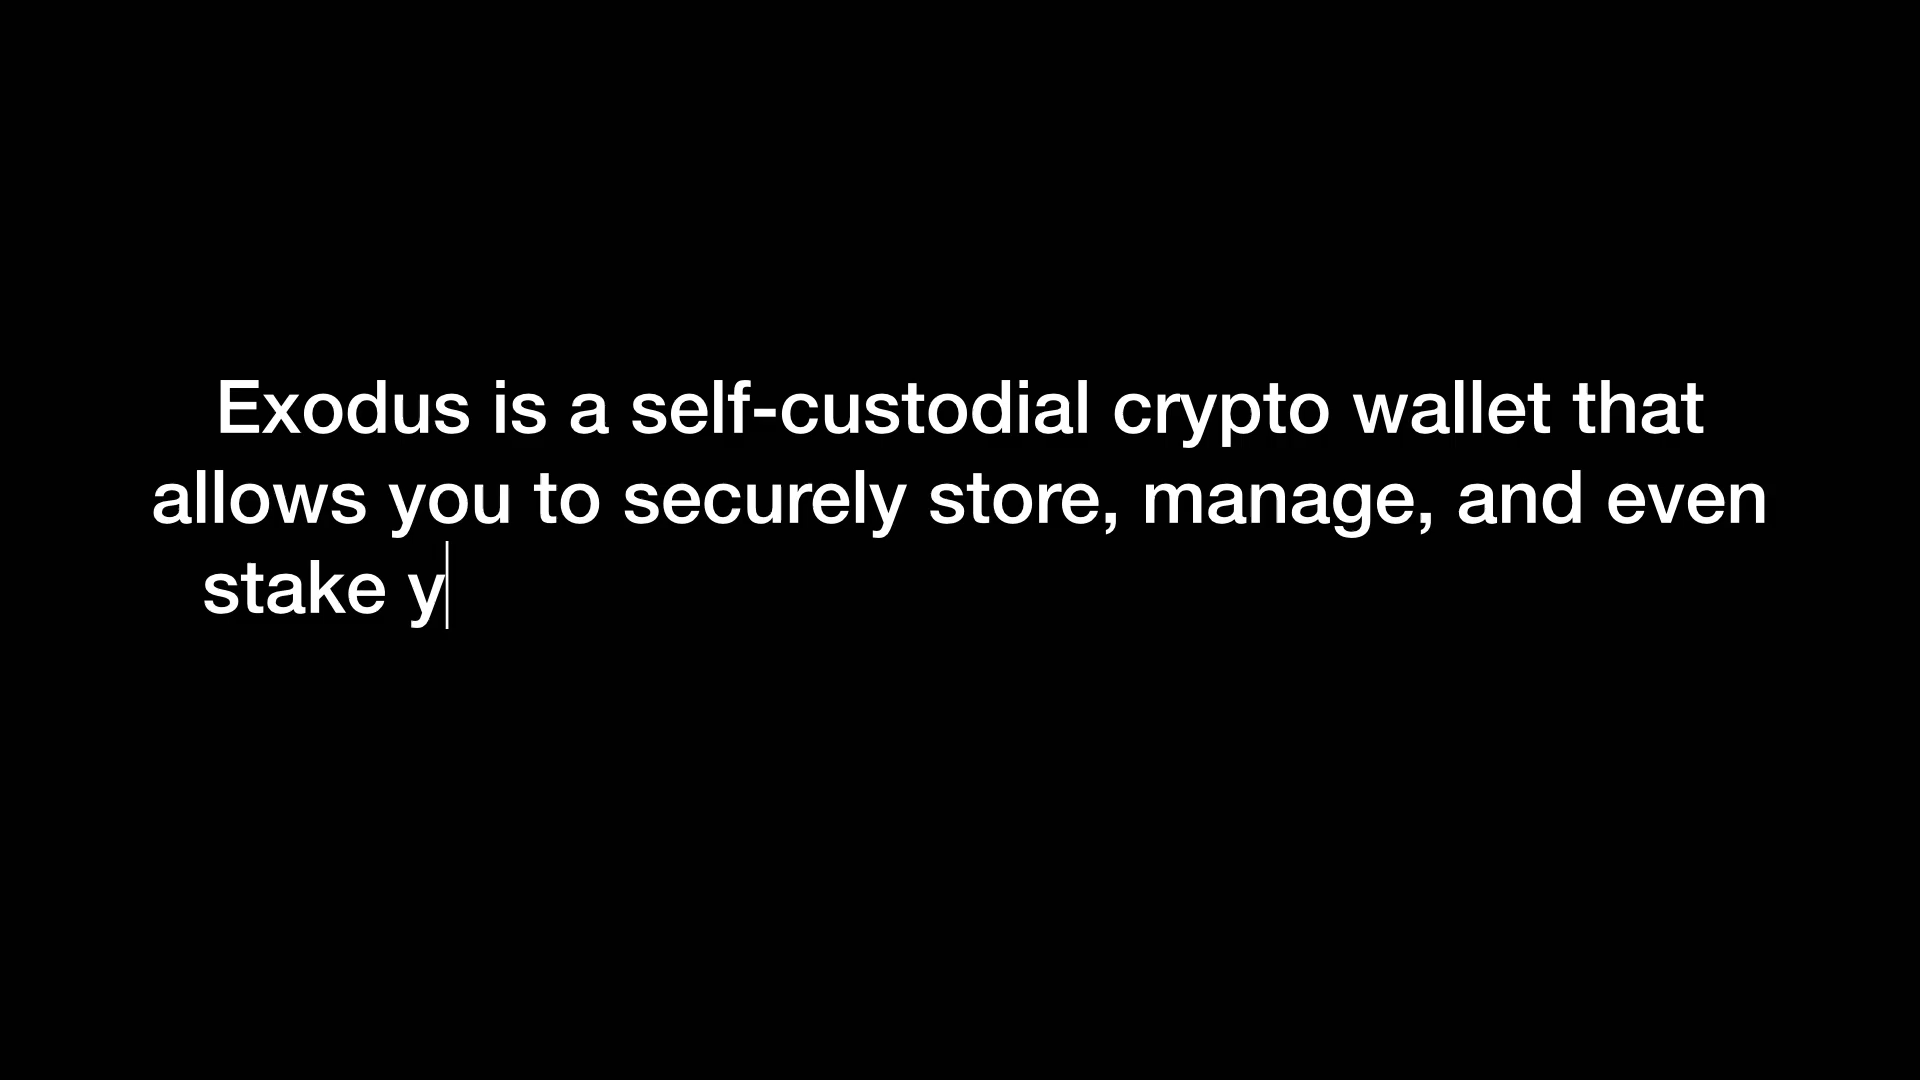 Exodus is a self-custodial crypto wallet that
allows you to securely store, manage, and even
stake y